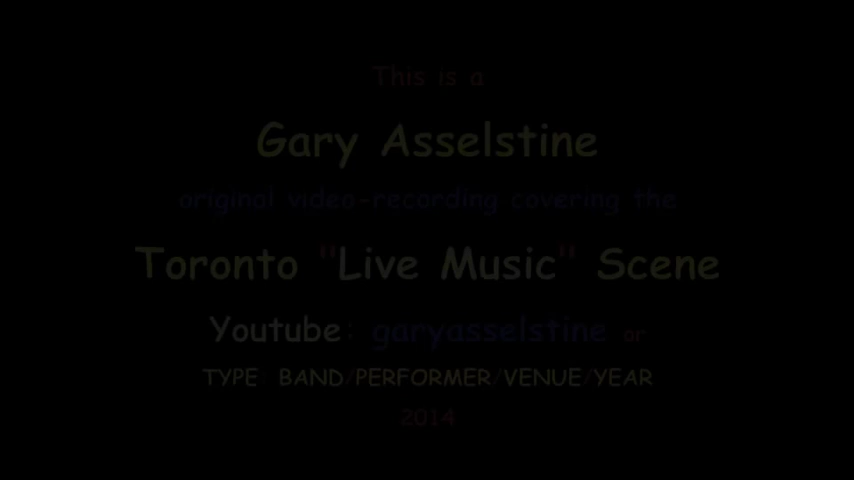 This is a
Gary Asselstine
original video-recording covering the
Toronto "Live Music" Scene
Youtube: garyasselstine or
TYPE: BAND/PERFORMER/VENUE/YEAR
2014